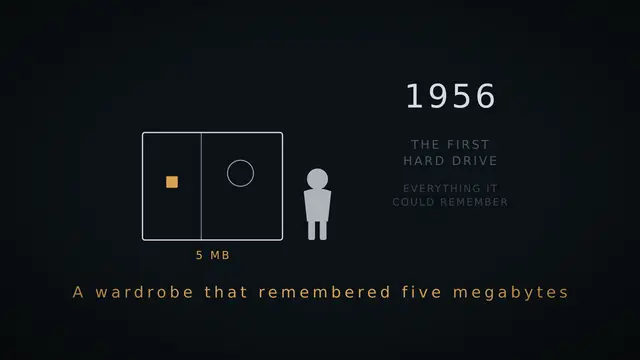 1956
THE FIRST
HARD DRIVE
EVERYTHING IT
COULD REMEMBER
5 MB
A wardrobe that remembered five megabytes